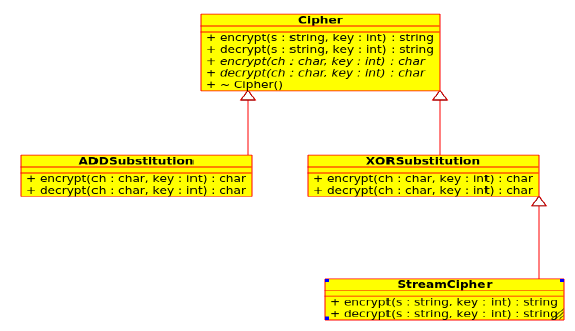 Cipher
+ encrypt(s : string, key : int) : string
+ decrypt(s : string, key : int) : string
+ encrypt(ch : char, key : int) : char
+ decrypt(ch : char, key : int) : char
+ ~ Cipher()
ADDSubstitution
+ encrypt(ch : char, key : int) : char
+ decrypt(ch : char, key : int) : char
XORSubstitution
+ encrypt(ch : char, key : int) : char
+ decrypt(ch : char, key : int) : char
StreamCipher
+ encrypt(s : string, key : int) : string
+ decrypt(s : string, key : int) : string